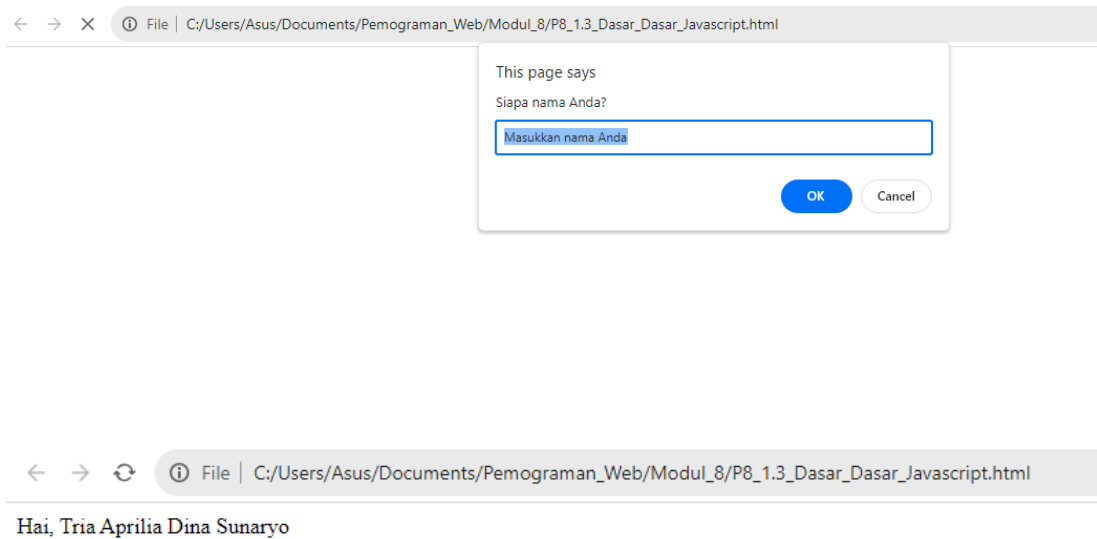 File C:/Users/Asus/Documents/Pemograman_Web/Modul_8/P8_1.3_Dasar_Dasar_Javascript.html
This page says
Siapa nama Anda?
Masukkan nama Anda
OK Cancel
File C:/Users/Asus/Documents/Pemograman_Web/Modul_8/P8_1.3_Dasar_Dasar_Javascript.html
Hai, Tria Aprilia Dina Sunaryo